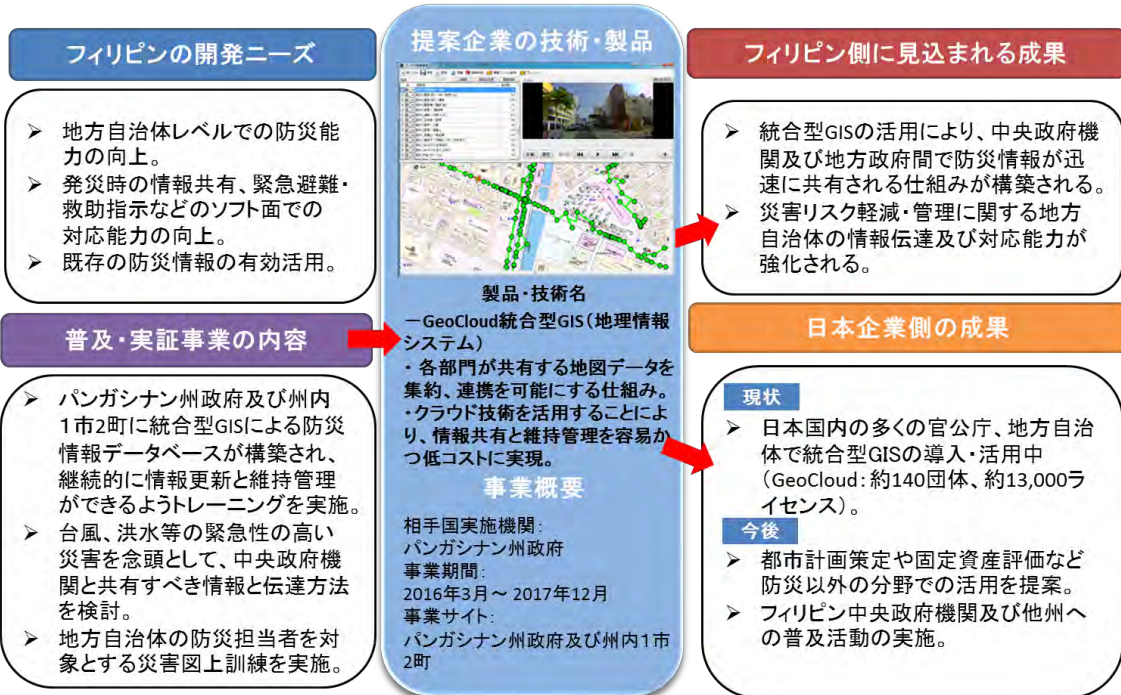 フィリピンの開発ニーズ
➢ 地方自治体レベルでの防災能
力の向上。
➢ 発災時の情報共有、緊急避難・
救助指示などのソフト面での
対応能力の向上。
➢ 既存の防災情報の有効活用。
普及・実証事業の内容
➢ パンガシナン州政府及び州内
1市2町に統合型GISによる防災
情報データベースが構築され、
継続的に情報更新と維持管理
ができるようトレーニングを実施。
➢ 台風、洪水等の緊急性の高い
災害を念頭として、中央政府機
関と共有すべき情報と伝達方法
を検討。
➢ 地方自治体の防災担当者を対
象とする災害図上訓練を実施。
提案企業の技術・製品
製品・技術名
－GeoCloud統合型GIS（地理情報
システム）
・各部門が共有する地図データを
集約、連携を可能にする仕組み。
・クラウド技術を活用することによ
り、情報共有と維持管理を容易か
つ低コストに実現。
事業概要
相手国実施機関：
パンガシナン州政府
事業期間：
2016年3月～ 2017年12月
事業サイト：
パンガシナン州政府及び州内1市
2町
フィリピン側に見込まれる成果
➢ 統合型GISの活用により、中央政府機
関及び地方政府間で防災情報が迅
速に共有される仕組みが構築される。
➢ 災害リスク軽減・管理に関する地方
自治体の情報伝達及び対応能力が
強化される。
日本企業側の成果
現状
➢ 日本国内の多くの官公庁、地方自治
体で統合型GISの導入・活用中
（GeoCloud：約140団体、約13,000ラ
イセンス）。
今後
➢ 都市計画策定や固定資産評価など
防災以外の分野での活用を提案。
➢ フィリピン中央政府機関及び他州へ
の普及活動の実施。